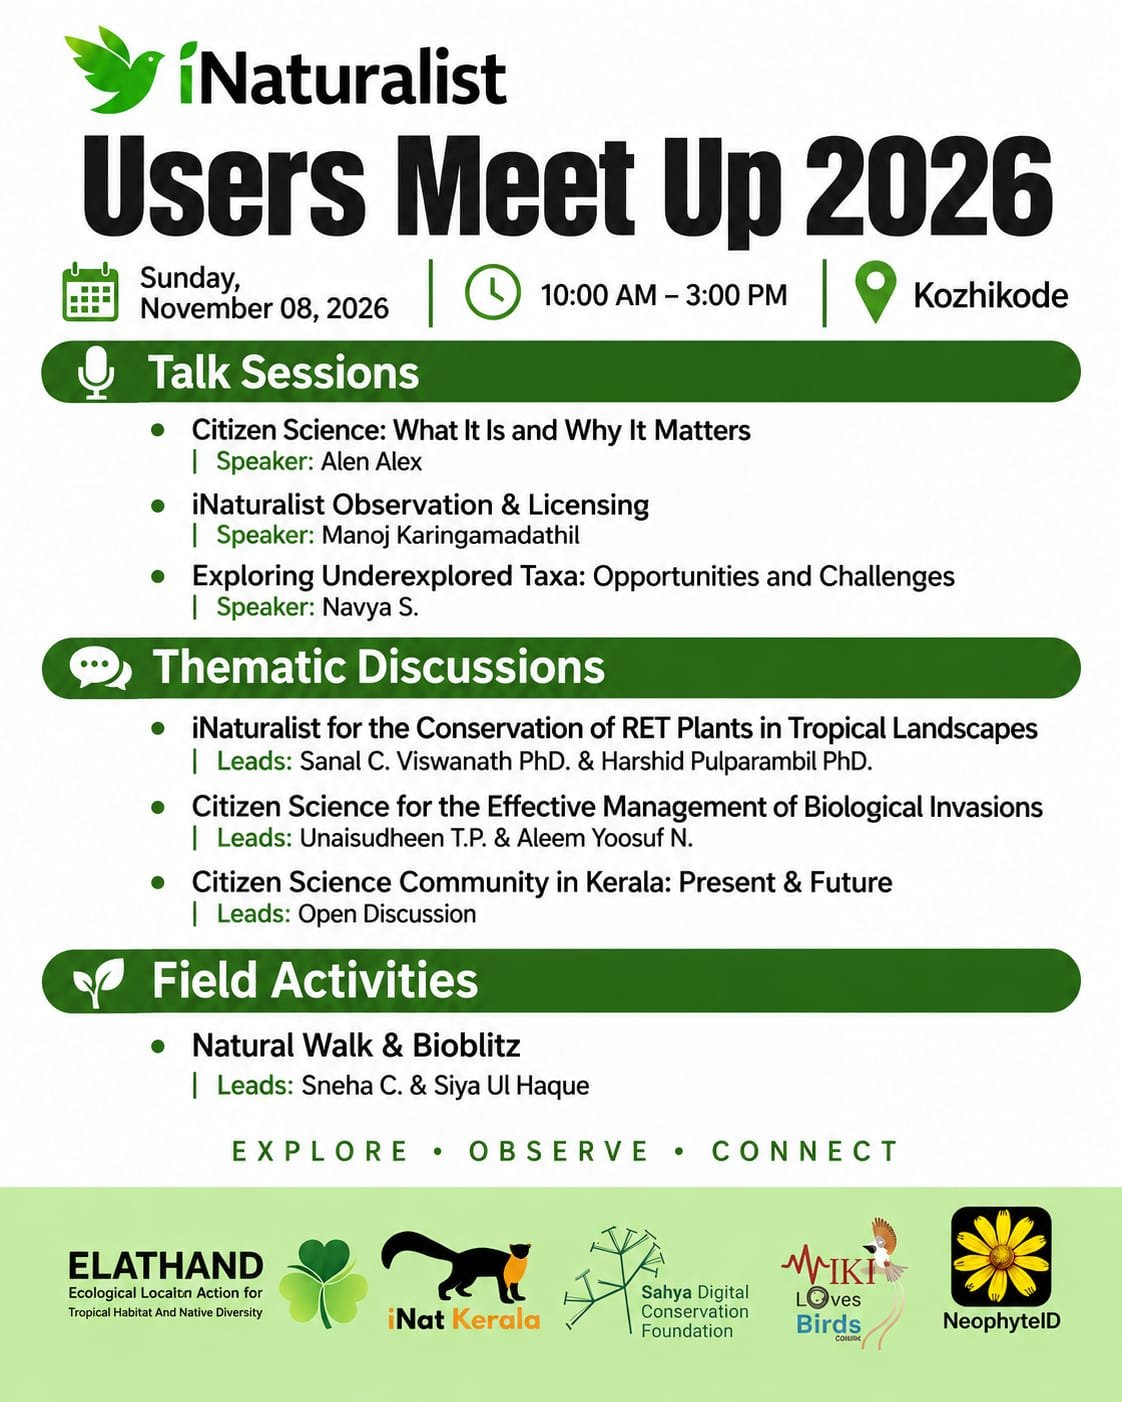 iNaturalist
Users Meet Up 2026
Sunday,
November 08, 2026
10:00 AM – 3:00 PM
Kozhikode
Talk Sessions
• Citizen Science: What It Is and Why It Matters
| Speaker: Alen Alex
• iNaturalist Observation & Licensing
| Speaker: Manoj Karingamadathil
• Exploring Underexplored Taxa: Opportunities and Challenges
| Speaker: Navya S.
Thematic Discussions
• iNaturalist for the Conservation of RET Plants in Tropical Landscapes
| Leads: Sanal C. Viswanath PhD. & Harshid Pulparambil PhD.
• Citizen Science for the Effective Management of Biological Invasions
| Leads: Unaisudheen T.P. & Aleem Yoosuf N.
• Citizen Science Community in Kerala: Present & Future
| Leads: Open Discussion
Field Activities
• Natural Walk & Bioblitz
| Leads: Sneha C. & Siya Ul Haque
EXPLORE • OBSERVE • CONNECT
ELATHAND
Ecological Locaitn Action for
Tropical Habitat And Native Diversity
iNat Kerala
Sahya Digital
Conservation
Foundation
WIKI
LOves
Birds
NeophyteID